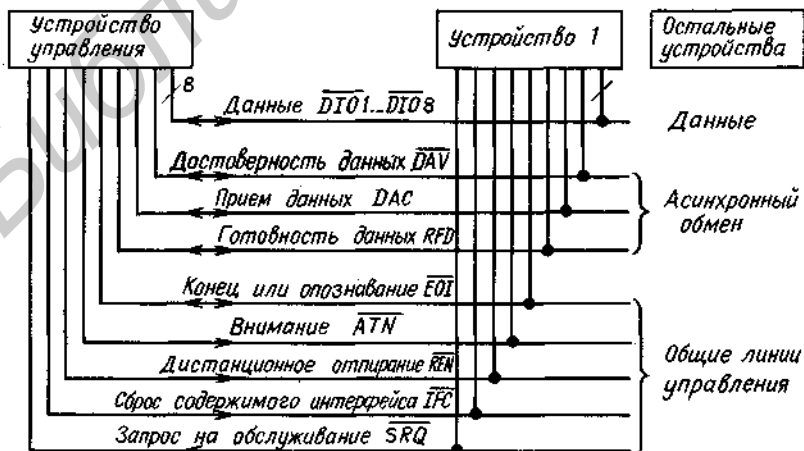 Устройство
управления
Устройство 1
Остальные
устройства
8
Данные DIO1...DIO8
Данные
Достоверность данных DAV
Прием данных DAC
Асинхронный
обмен
Готовность данных RFD
Конец или опознавание EOI
Внимание ATN
Дистанционное отпирание REN
Общие линии
управления
Сброс содержимого интерфейса IFC
Запрос на обслуживание SRQ